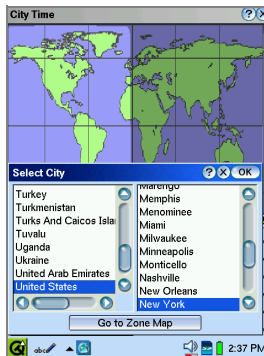 City Time
Select City
OK
Turkey
Turkmenistan
Turks And Caicos Isla
Tuvalu
Uganda
Ukraine
United Arab Emirates
United States
Marengo
Memphis
Menominee
Miami
Milwaukee
Minneapolis
Monticello
Nashville
New Orleans
New York
Go to Zone Map
abc
2:37 PM